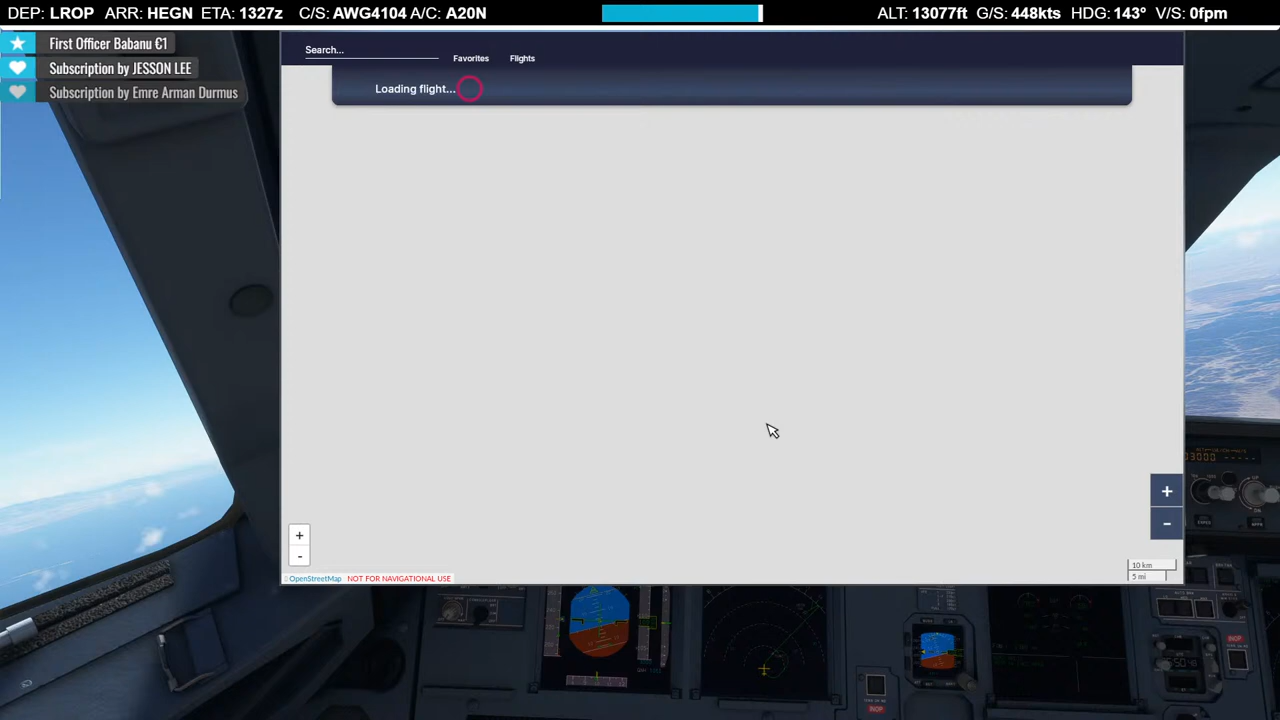 DEP: LROP ARR: HEGN ETA: 1327z C/S: AWG4104 A/C: A20N
ALT: 13077ft G/S: 448kts HDG: 143° V/S: 0fpm
First Officer Babanu €1
Subscription by JESSON LEE
Subscription by Emre Arman Durmus
Search...
Favorites
Flights
Loading flight...
+
-
+
-
OpenStreetMap NOT FOR NAVIGATIONAL USE
10 km
5 mi
INOP
INOP